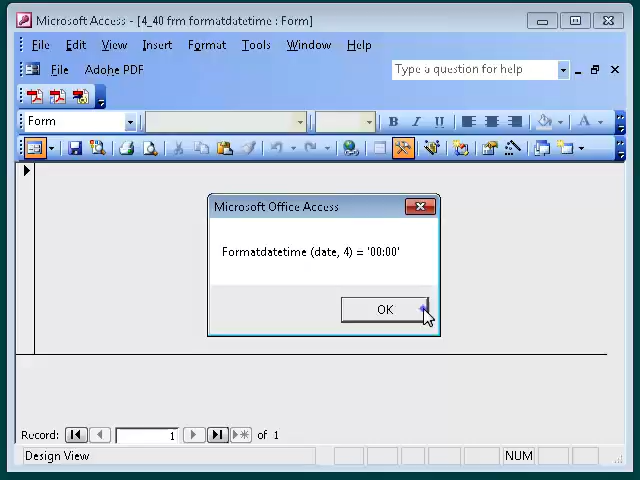 Microsoft Access - [4_40 frm formatdatetime : Form]
File Edit View Insert Format Tools Window Help
File Adobe PDF Type a question for help
Form B I U A
Microsoft Office Access
Formatdatetime (date, 4) = '00:00'
OK
Record: 1 of 1
Design View NUM